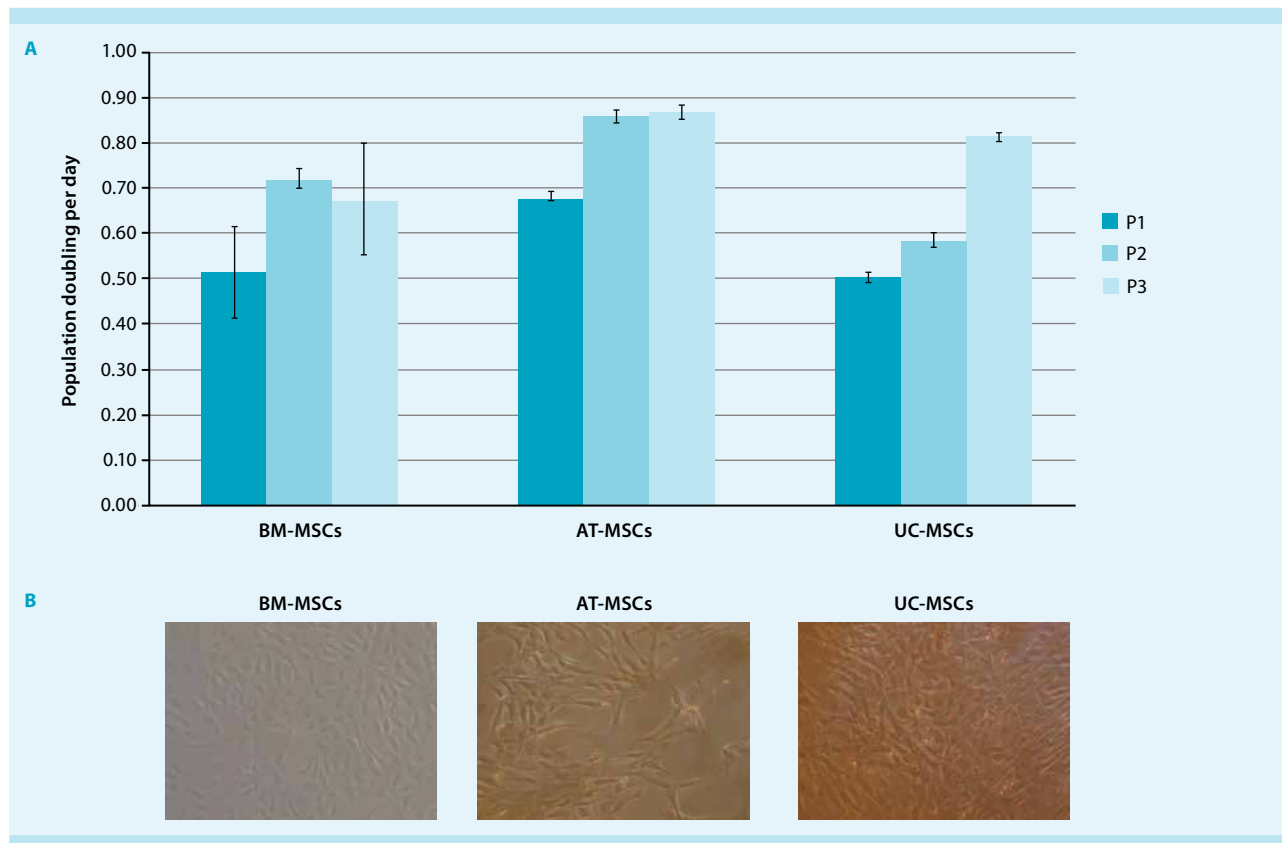 A
Population doubling per day
1.00
0.90
0.80
0.70
0.60
0.50
0.40
0.30
0.20
0.10
0.00
BM-MSCs
AT-MSCs
UC-MSCs
P1
P2
P3
B
BM-MSCs
AT-MSCs
UC-MSCs